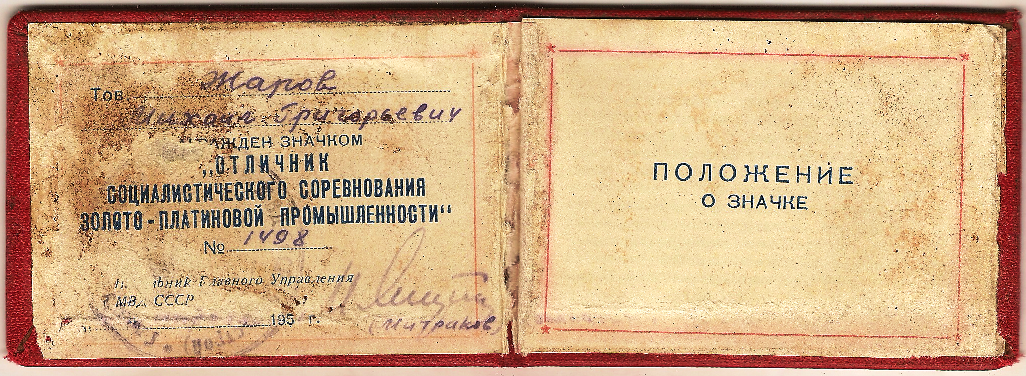 Тов. Жаров
Михаил Григорьевич
НАГРАЖДЕН ЗНАЧКОМ
„ОТЛИЧНИК
СОЦИАЛИСТИЧЕСКОГО СОРЕВНОВАНИЯ
ЗОЛОТО-ПЛАТИНОВОЙ ПРОМЫШЛЕННОСТИ“
№ 1498
Главного Управления
МВД СССР
195 г.
(Митраков)
ПОЛОЖЕНИЕ
О ЗНАЧКЕ